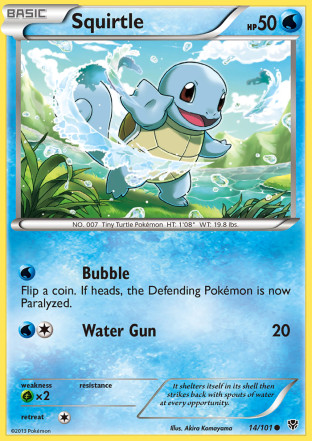 BASIC
Squirtle
HP50
NO. 007 Tiny Turtle Pokémon HT: 1'08" WT: 19.8 lbs.
Bubble
Flip a coin. If heads, the Defending Pokémon is now
Paralyzed.
Water Gun 20
weakness resistance
×2
retreat
It shelters itself in its shell then
strikes back with spouts of water
at every opportunity.
©2013 Pokémon
Illus. Akira Komayama
14/101